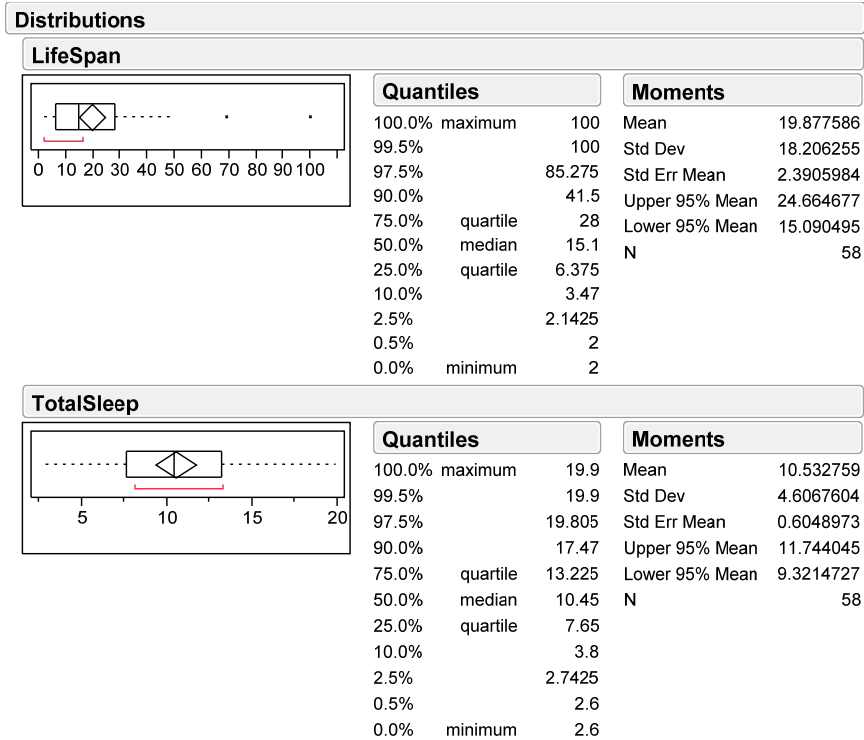 Distributions
LifeSpan
0 10 20 30 40 50 60 70 80 90 100
Quantiles
100.0% maximum 100
99.5% 100
97.5% 85.275
90.0% 41.5
75.0% quartile 28
50.0% median 15.1
25.0% quartile 6.375
10.0% 3.47
2.5% 2.1425
0.5% 2
0.0% minimum 2
Moments
Mean 19.877586
Std Dev 18.206255
Std Err Mean 2.3905984
Upper 95% Mean 24.664677
Lower 95% Mean 15.090495
N 58
TotalSleep
5 10 15 20
Quantiles
100.0% maximum 19.9
99.5% 19.9
97.5% 19.805
90.0% 17.47
75.0% quartile 13.225
50.0% median 10.45
25.0% quartile 7.65
10.0% 3.8
2.5% 2.7425
0.5% 2.6
0.0% minimum 2.6
Moments
Mean 10.532759
Std Dev 4.6067604
Std Err Mean 0.6048973
Upper 95% Mean 11.744045
Lower 95% Mean 9.3214727
N 58